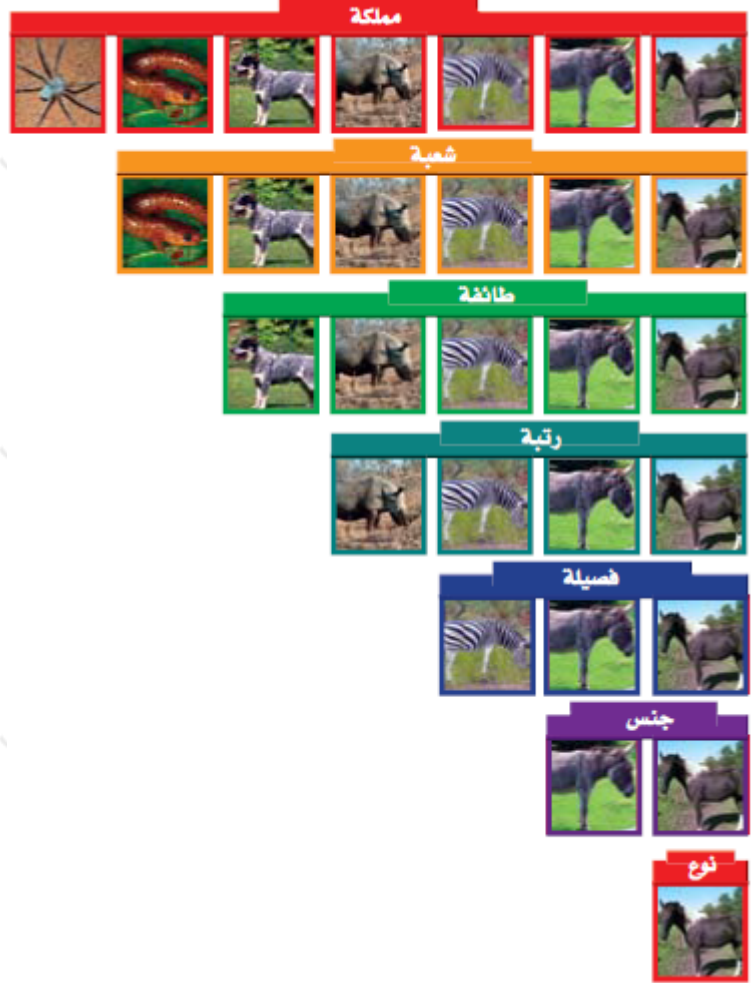 مملكة
شعبة
طائفة
رتبة
فصيلة
جنس
نوع